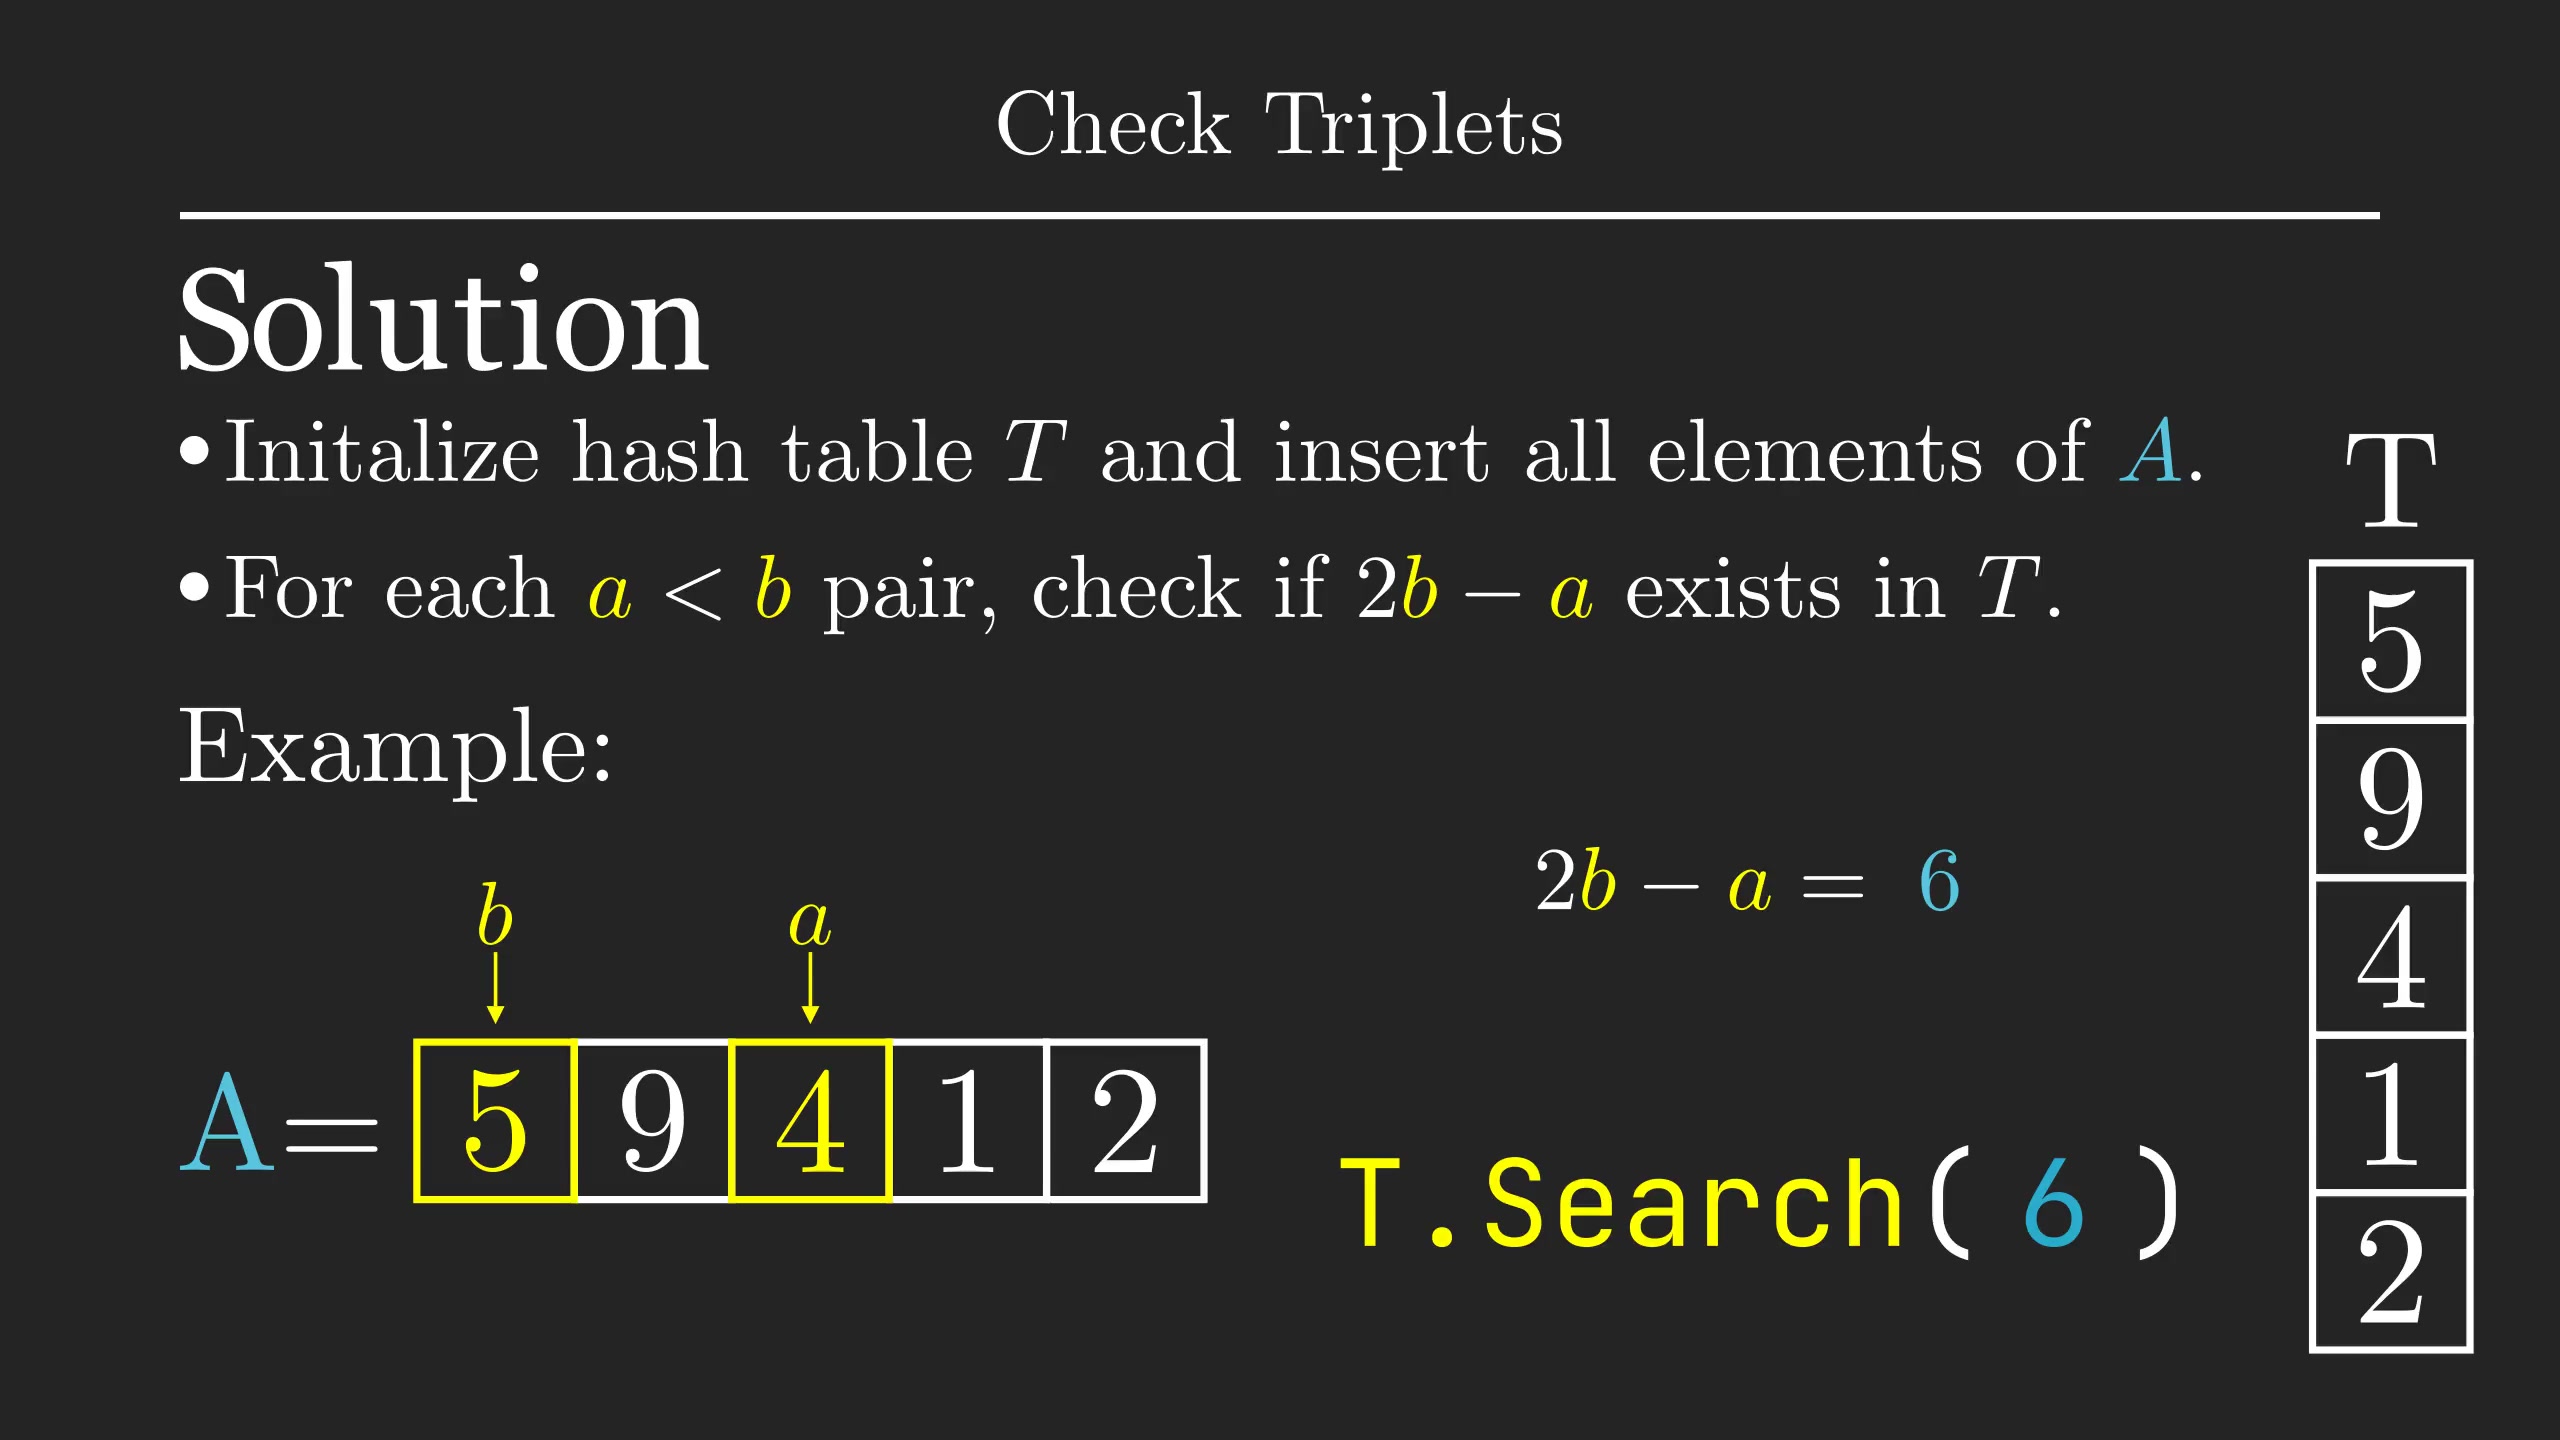 Check Triplets
Solution
•Initalize hash table T and insert all elements of A.
•For each a < b pair, check if 2b − a exists in T.
Example:
2b − a = 6
b a
A= 5 9 4 1 2
T.Search( 6 )
T
5
9
4
1
2